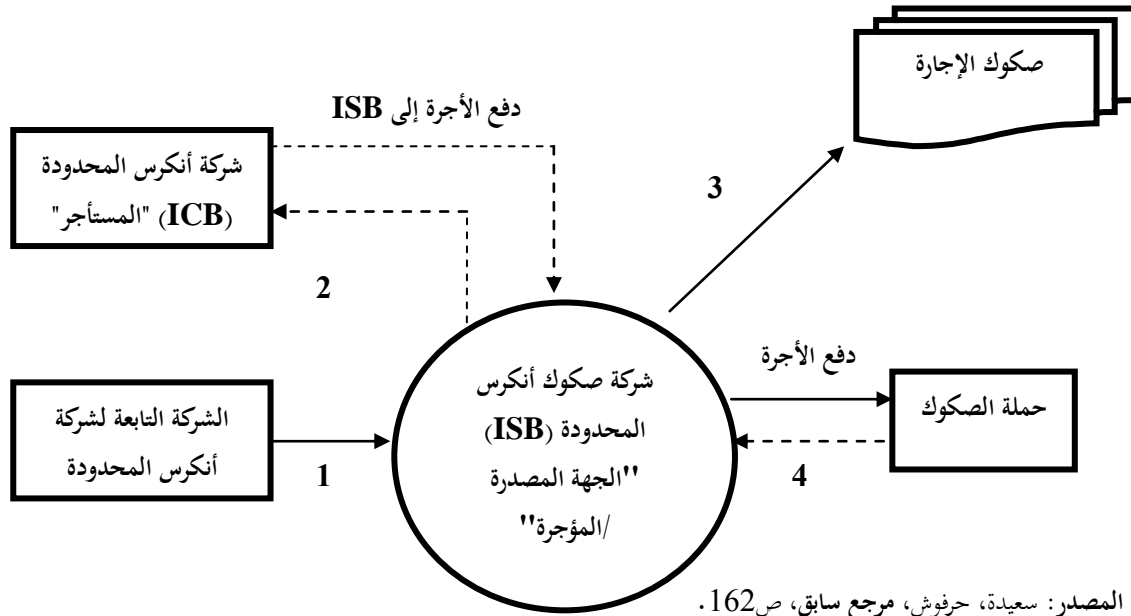 صكوك الإجارة
دفع الأجرة إلى ISB
شركة أنكرس المحدودة
(ICB) "المستأجر"
3
2
دفع الأجرة
شركة صكوك أنكرس
المحدودة (ISB)
"الجهة المصدرة
/المؤجرة"
حملة الصكوك
الشركة التابعة لشركة
أنكرس المحدودة
1
4
المصدر: سعيدة، حرفوش، مرجع سابق، ص162.